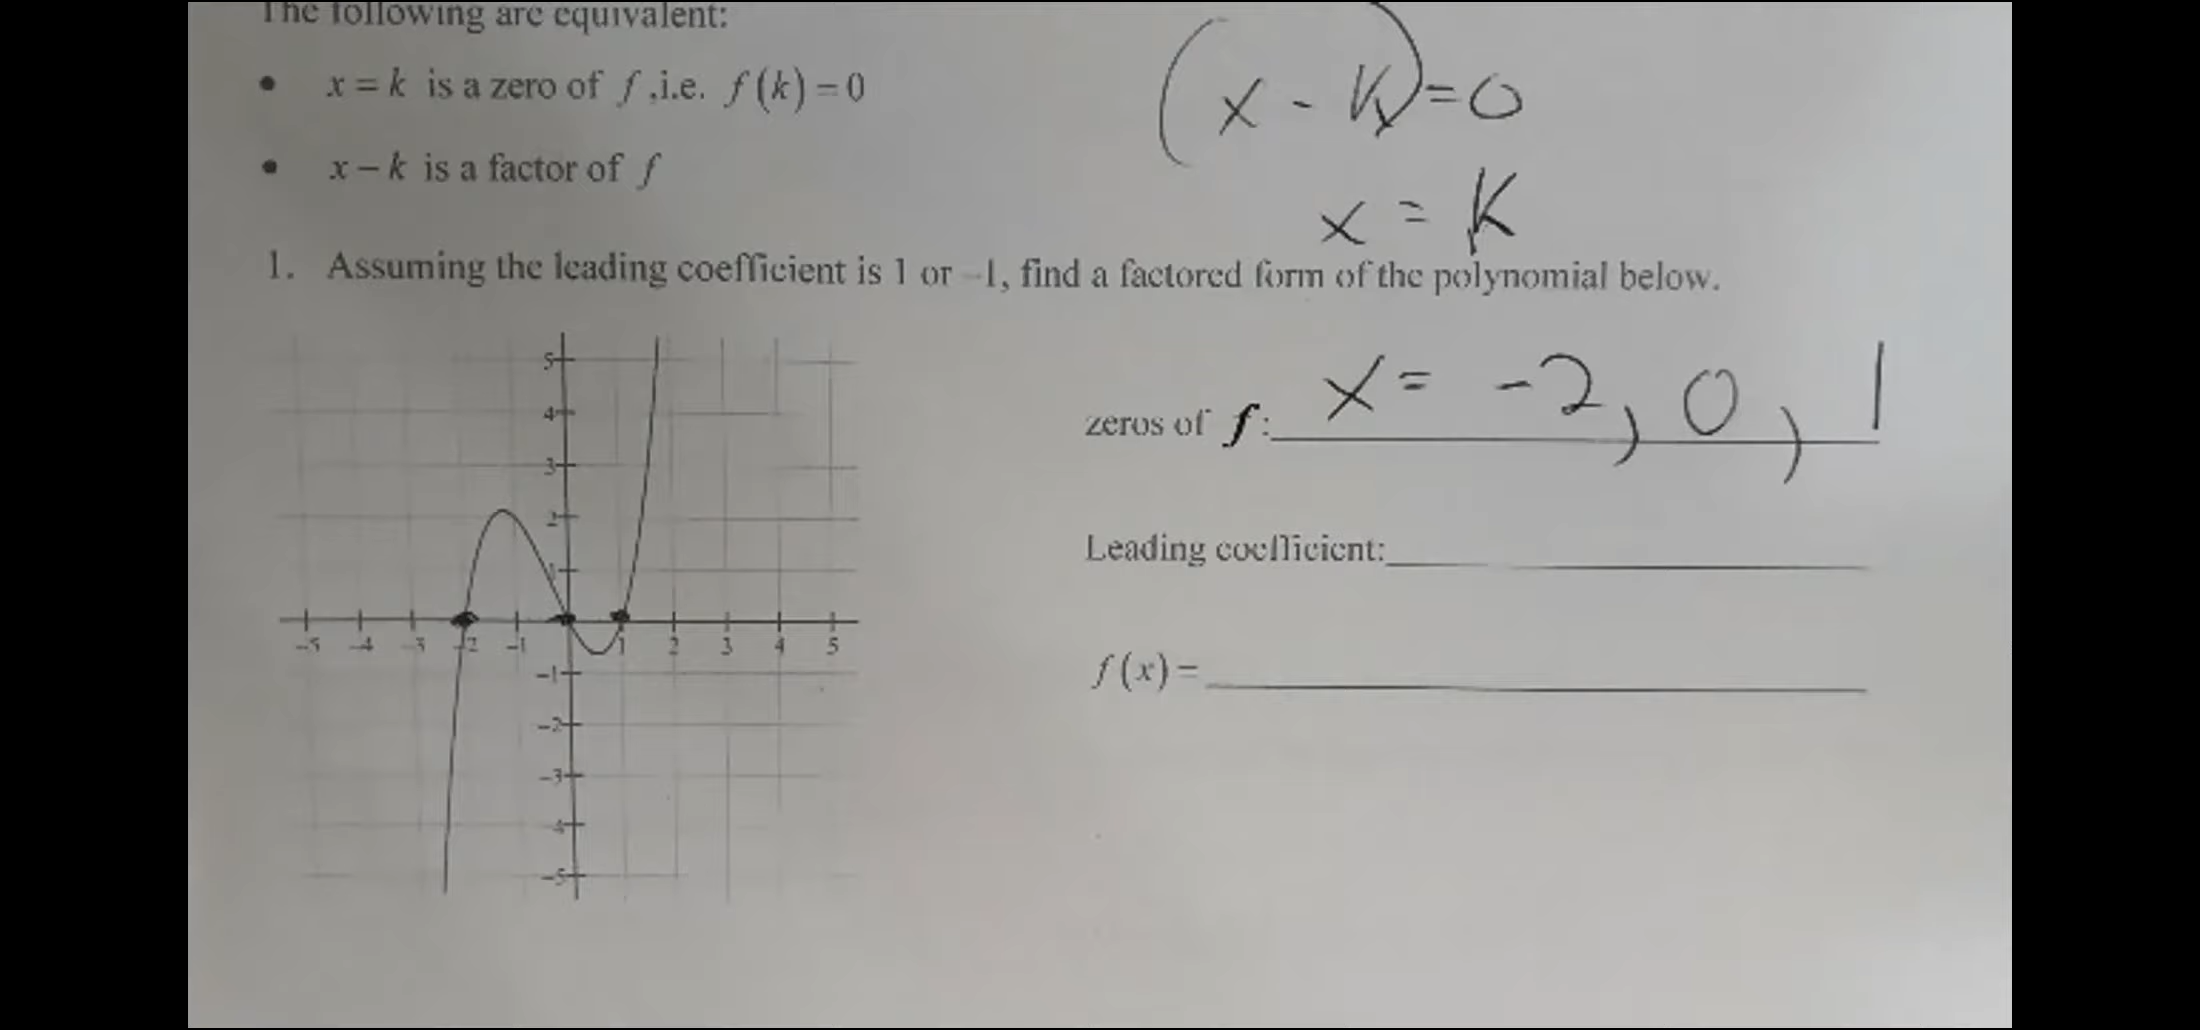 The following are equivalent:
• x = k is a zero of f ,i.e. f(k) = 0
(x - k) = 0
• x − k is a factor of f
x = k
1. Assuming the leading coefficient is 1 or −1, find a factored form of the polynomial below.
zeros of f: x = -2, 0, 1
Leading coefficient:
f(x) =
5
4
3
2
1
−5 −4 −3 −2 −1 1 2 3 4 5
−1
−2
−3
−4
−5